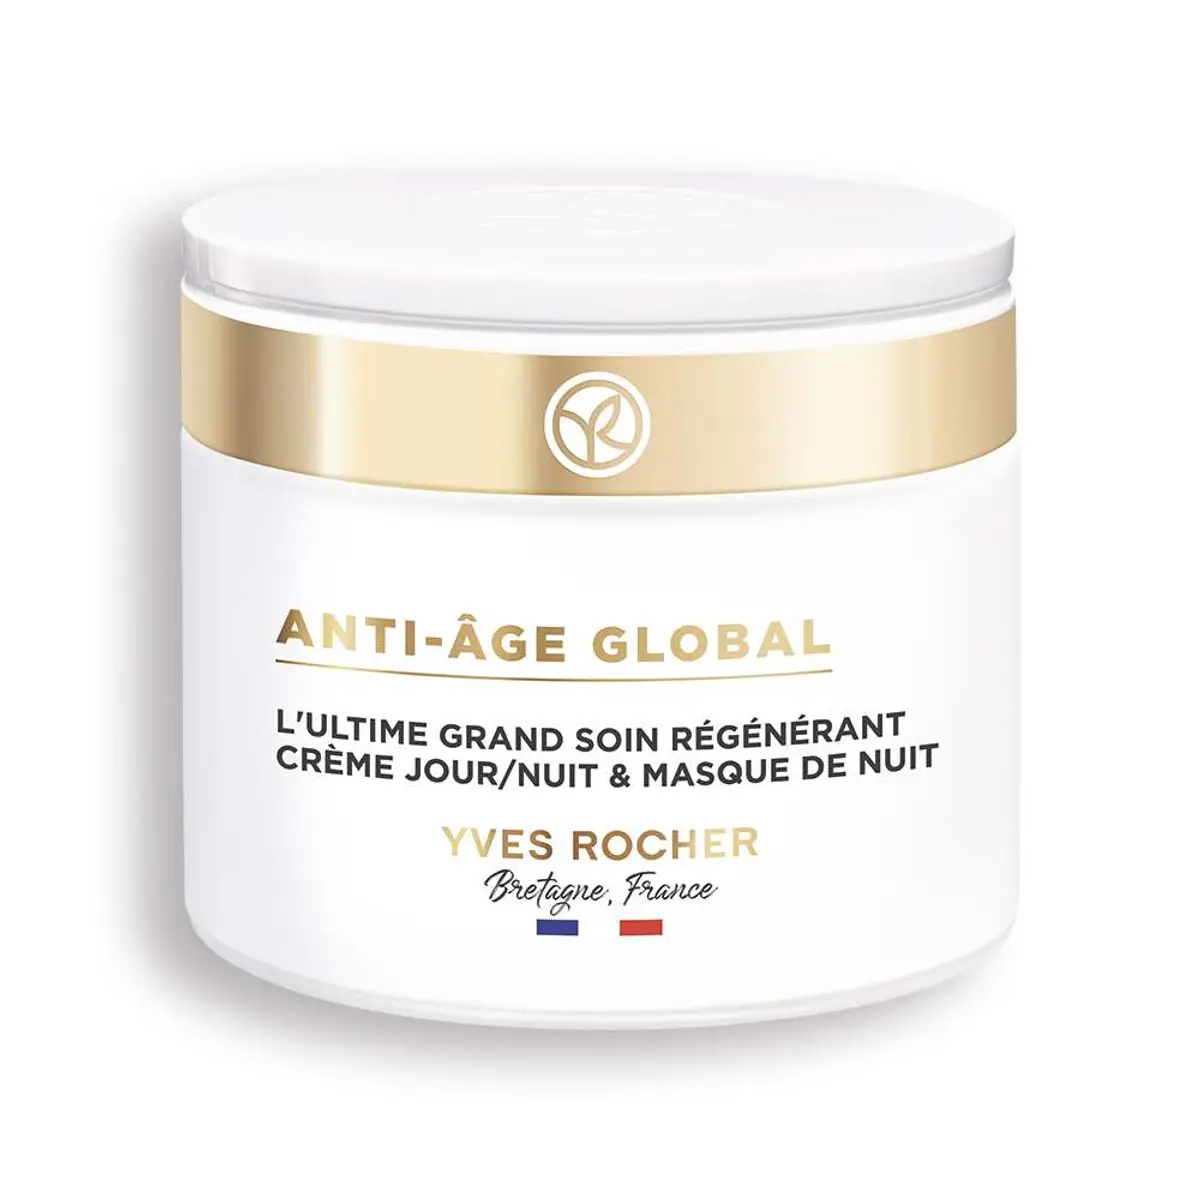 ANTI-ÂGE GLOBAL
L'ULTIME GRAND SOIN RÉGÉNÉRANT
CRÈME JOUR/NUIT & MASQUE DE NUIT
YVES ROCHER
Bretagne, France